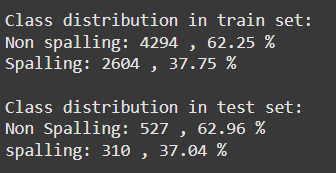 Class distribution in train set:
Non spalling: 4294 , 62.25 %
Spalling: 2604 , 37.75 %
Class distribution in test set:
Non Spalling: 527 , 62.96 %
spalling: 310 , 37.04 %